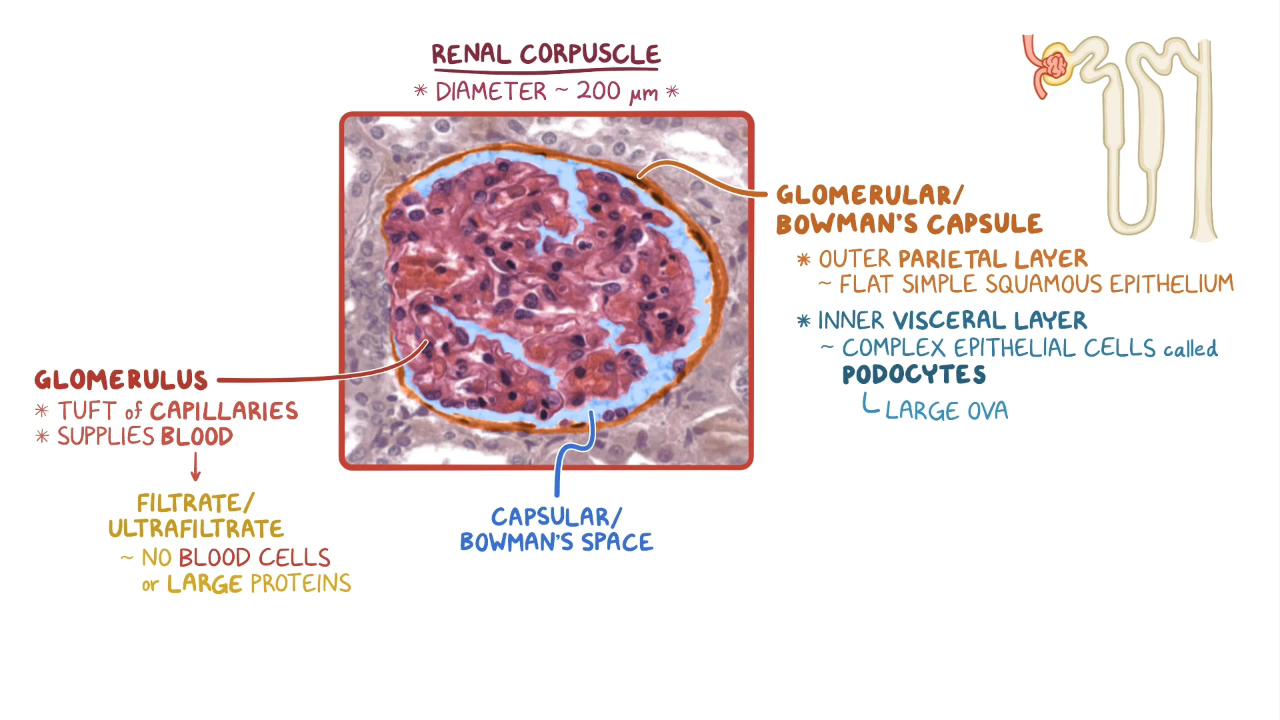 RENAL CORPUSCLE
* DIAMETER ~ 200 μm *
GLOMERULAR/
BOWMAN'S CAPSULE
* OUTER PARIETAL LAYER
~ FLAT SIMPLE SQUAMOUS EPITHELIUM
* INNER VISCERAL LAYER
~ COMPLEX EPITHELIAL CELLS called
PODOCYTES
LARGE OVA
GLOMERULUS
* TUFT of CAPILLARIES
* SUPPLIES BLOOD
FILTRATE/
ULTRAFILTRATE
~ NO BLOOD CELLS
or LARGE PROTEINS
CAPSULAR/
BOWMAN'S SPACE